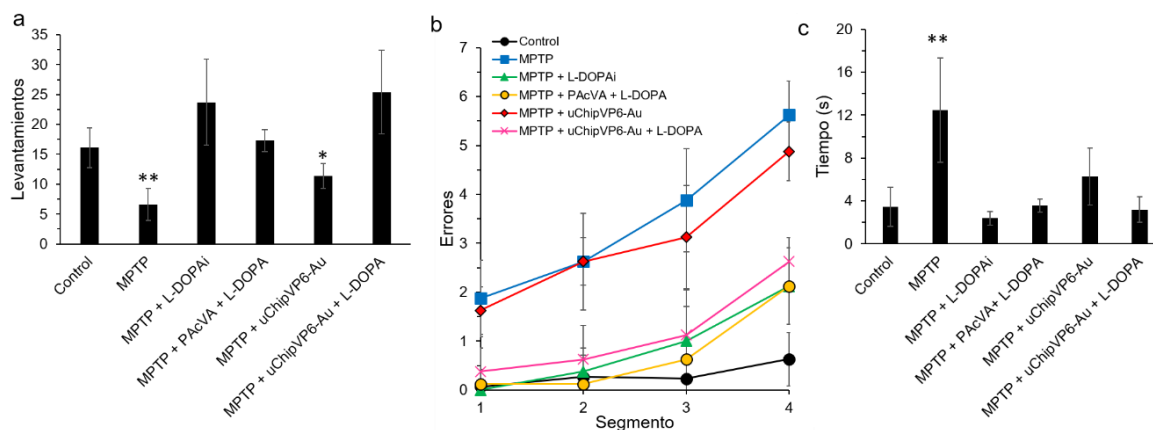 a
Levantamientos
35
30
25
20
15
10
5
0
**
*
Control
MPTP
MPTP + L-DOPAi
MPTP + PAcVA + L-DOPA
MPTP + uChipVP6-Au
MPTP + uChipVP6-Au + L-DOPA
b
Control
MPTP
MPTP + L-DOPAi
MPTP + PAcVA + L-DOPA
MPTP + uChipVP6-Au
MPTP + uChipVP6-Au + L-DOPA
Errores
7
6
5
4
3
2
1
0
1 2 3 4
Segmento
c
Tiempo (s)
20
16
12
8
4
0
**
Control
MPTP
MPTP + L-DOPAi
MPTP + PAcVA + L-DOPA
MPTP + uChipVP6-Au
MPTP + uChipVP6-Au + L-DOPA